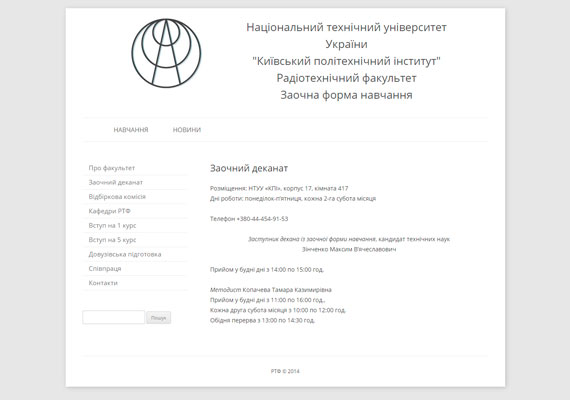 Національний технічний університет
України
"Київський політехнічний інститут"
Радіотехнічний факультет
Заочна форма навчання
НАВЧАННЯ НОВИНИ
Про факультет
Заочний деканат
Відбіркова комісія
Кафедри РТФ
Вступ на 1 курс
Вступ на 5 курс
Довузівська підготовка
Співпраця
Контакти
Пошук
Заочний деканат
Розміщення: НТУУ «КПІ», корпус 17, кімната 417
Дні роботи: понеділок-п'ятниця, кожна 2-га субота місяця
Телефон +380-44-454-91-53
Заступник декана із заочної форми навчання, кандидат технічних наук
Зінченко Максим В'ячеславович
Прийом у будні дні з 14:00 по 15:00 год.
Методист Копачева Тамара Казимирівна
Прийом у будні дні з 11:00 по 16:00 год.,
Кожна друга субота місяця з 10:00 по 12:00 год.
Обідня перерва з 13:00 по 14:30 год.
РТФ © 2014